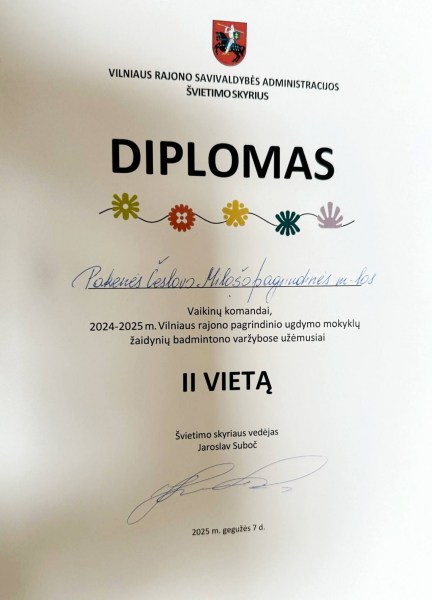 VILNIAUS RAJONO SAVIVALDYBĖS ADMINISTRACIJOS
ŠVIETIMO SKYRIUS
DIPLOMAS
Pakenės Česlovo Milošo pagrindinės m-los
Vaikinų komandai,
2024-2025 m. Vilniaus rajono pagrindinio ugdymo mokyklų
žaidynių badmintono varžybose užėmusiai
II VIETĄ
Švietimo skyriaus vedėjas
Jaroslav Suboč
2025 m. gegužės 7 d.